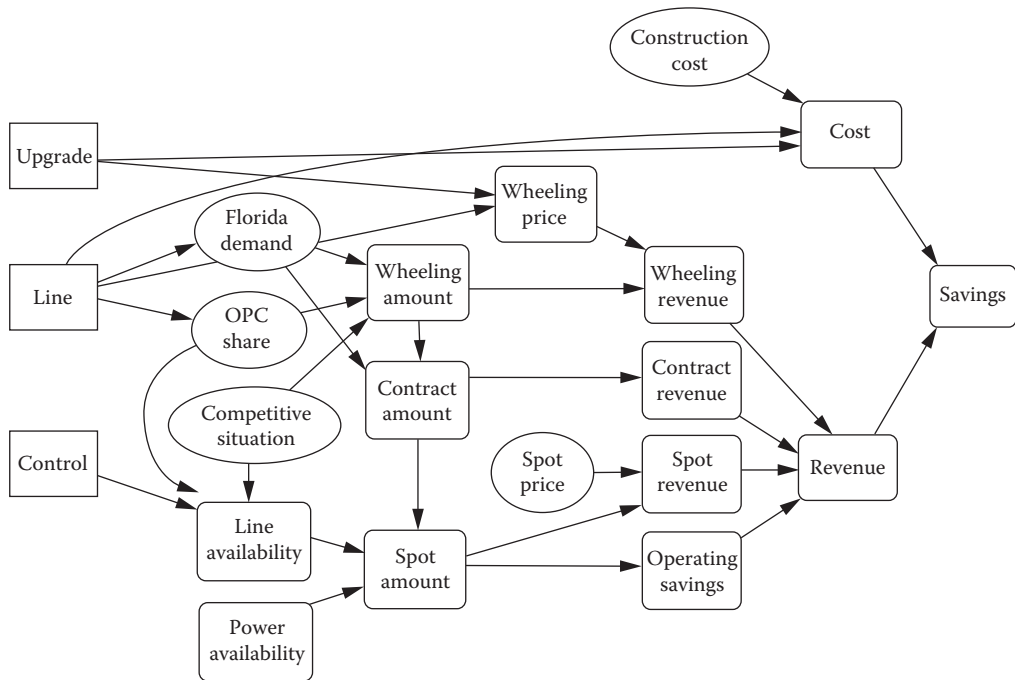 Construction
cost
Cost
Upgrade
Wheeling
price
Florida
demand
Line
Wheeling
amount
Wheeling
revenue
Savings
OPC
share
Contract
amount
Contract
revenue
Competitive
situation
Control
Spot
price
Spot
revenue
Revenue
Line
availability
Spot
amount
Operating
savings
Power
availability